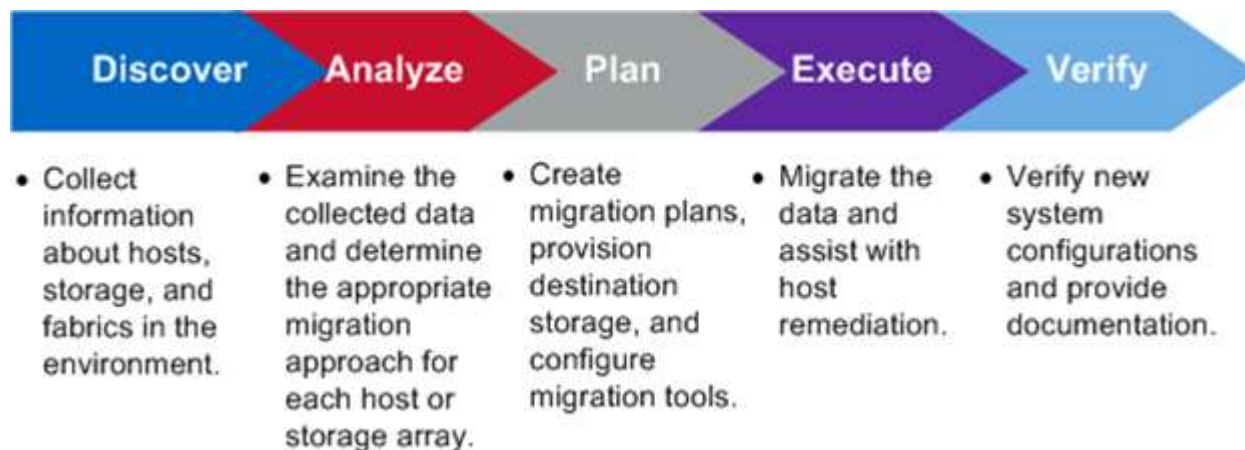 Discover
Analyze
Plan
Execute
Verify
• Collect
information
about hosts,
storage, and
fabrics in the
environment.
• Examine the
collected data
and determine
the appropriate
migration
approach for
each host or
storage array.
• Create
migration plans,
provision
destination
storage, and
configure
migration tools.
• Migrate the
data and
assist with
host
remediation.
• Verify new
system
configurations
and provide
documentation.